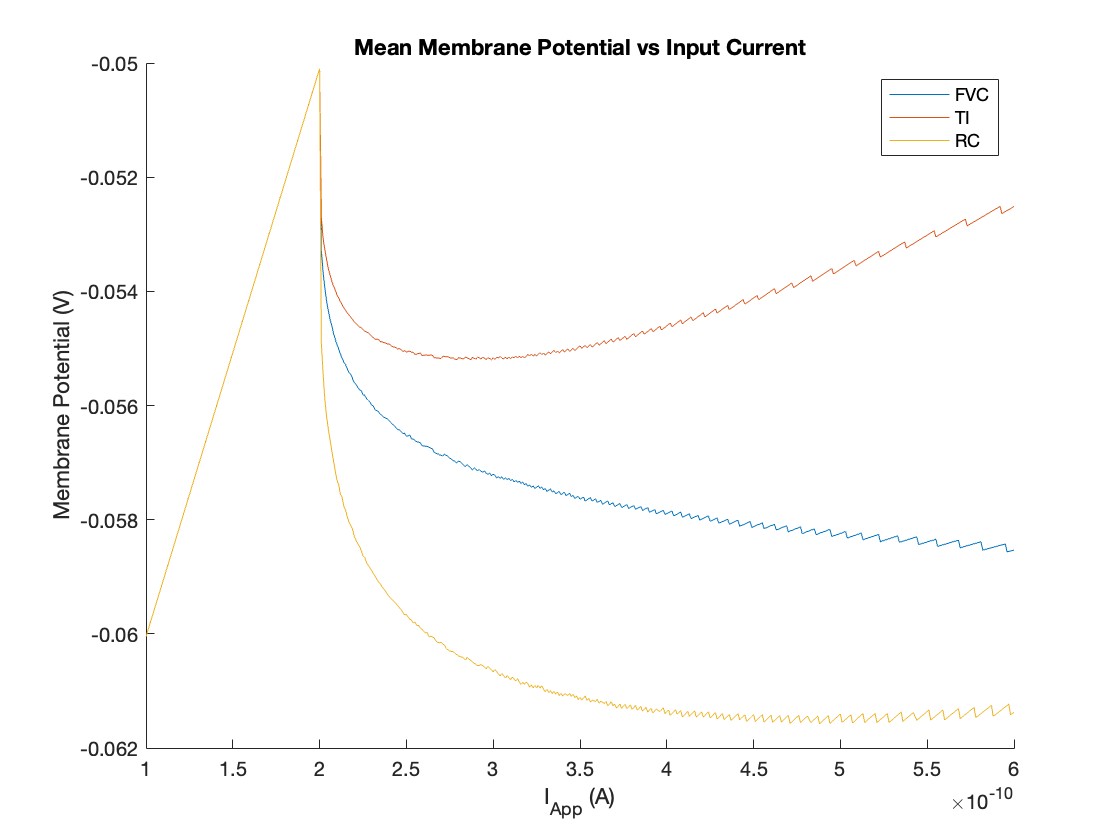 Mean Membrane Potential vs Input Current
FVC
TI
RC
Membrane Potential (V)
-0.05
-0.052
-0.054
-0.056
-0.058
-0.06
-0.062
1 1.5 2 2.5 3 3.5 4 4.5 5 5.5 6
I_App (A)
×10^-10